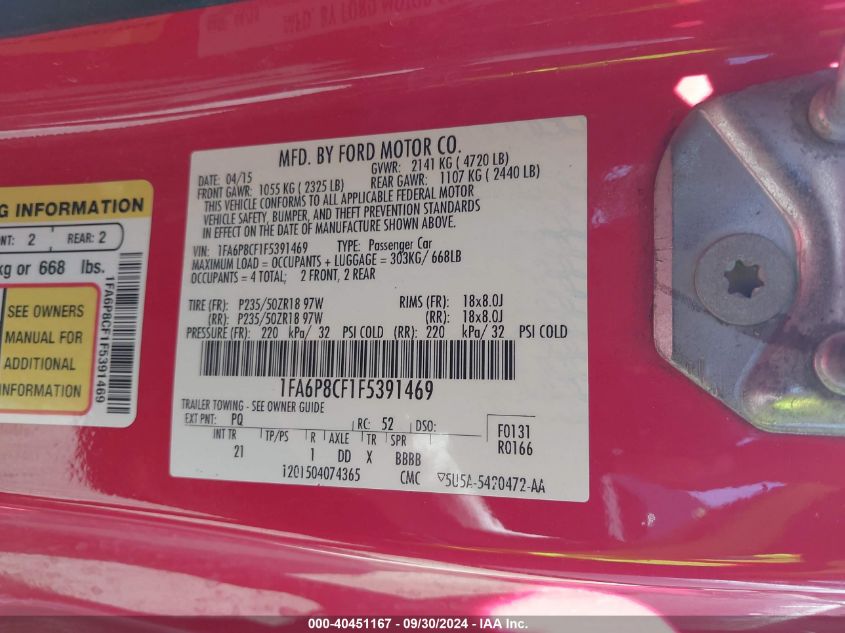 MFD. BY FORD MOTOR CO.
DATE: 04/15 GVWR: 2141 KG ( 4720 LB)
FRONT GAWR: 1055 KG ( 2325 LB) REAR GAWR: 1107 KG ( 2440 LB)
THIS VEHICLE CONFORMS TO ALL APPLICABLE FEDERAL MOTOR
VEHICLE SAFETY, BUMPER, AND THEFT PREVENTION STANDARDS
IN EFFECT ON THE DATE OF MANUFACTURE SHOWN ABOVE.
VIN: 1FA6P8CF1F5391469 TYPE: Passenger Car
MAXIMUM LOAD = OCCUPANTS + LUGGAGE = 303KG/ 668LB
OCCUPANTS = 4 TOTAL; 2 FRONT, 2 REAR
TIRE (FR): P235/50ZR18 97W RIMS (FR): 18x8.0J
(RR): P235/50ZR18 97W (RR): 18x8.0J
PRESSURE (FR): 220 kPa/ 32 PSI COLD (RR): 220 kPa/ 32 PSI COLD
1FA6P8CF1F5391469
TRAILER TOWING - SEE OWNER GUIDE
EXT PNT: PQ RC: 52 DSO:
F0131
R0166
INT TR TP/PS R AXLE TR SPR
21 1 DD X BBBB
1201504074365 CMC
INFORMATION
2 REAR: 2
kg or 668 lbs.
SEE OWNERS
MANUAL FOR
ADDITIONAL
INFORMATION
1FA6P8CF1F5391469
000-40451167 - 09/30/2024 - IAA Inc.